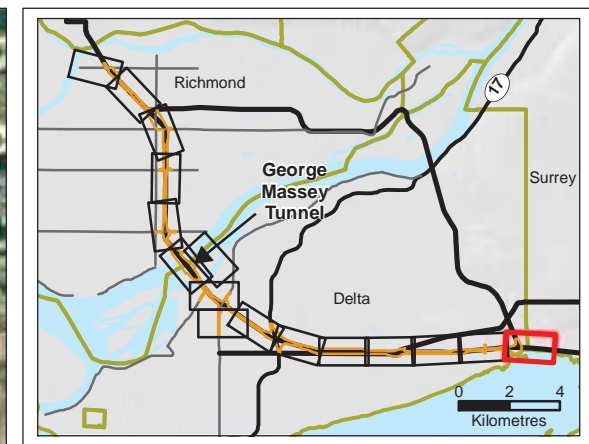 Richmond
17
George
Massey
Tunnel
Surrey
Delta
0 2 4
Kilometres